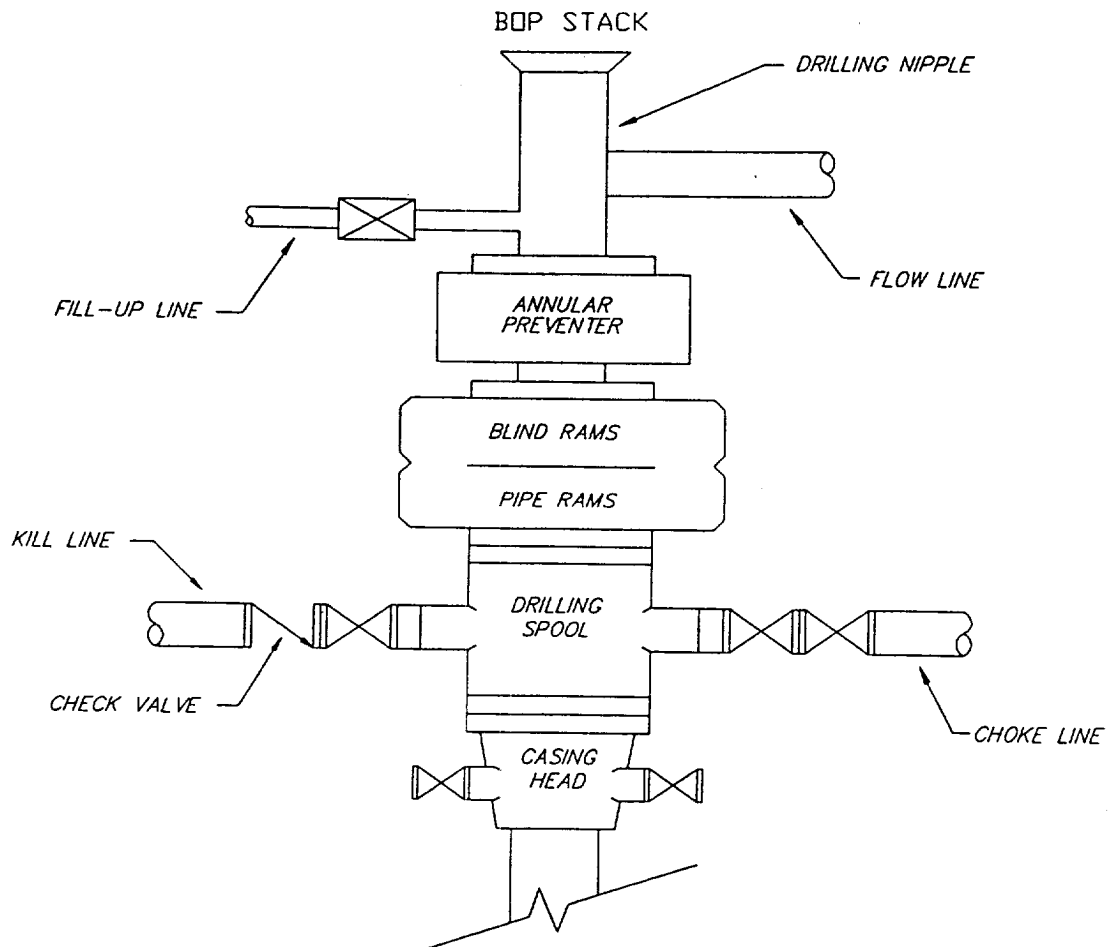 BOP STACK
DRILLING NIPPLE
FLOW LINE
FILL-UP LINE
ANNULAR
PREVENTER
BLIND RAMS
PIPE RAMS
KILL LINE
DRILLING
SPOOL
CHECK VALVE
CHOKE LINE
CASING
HEAD